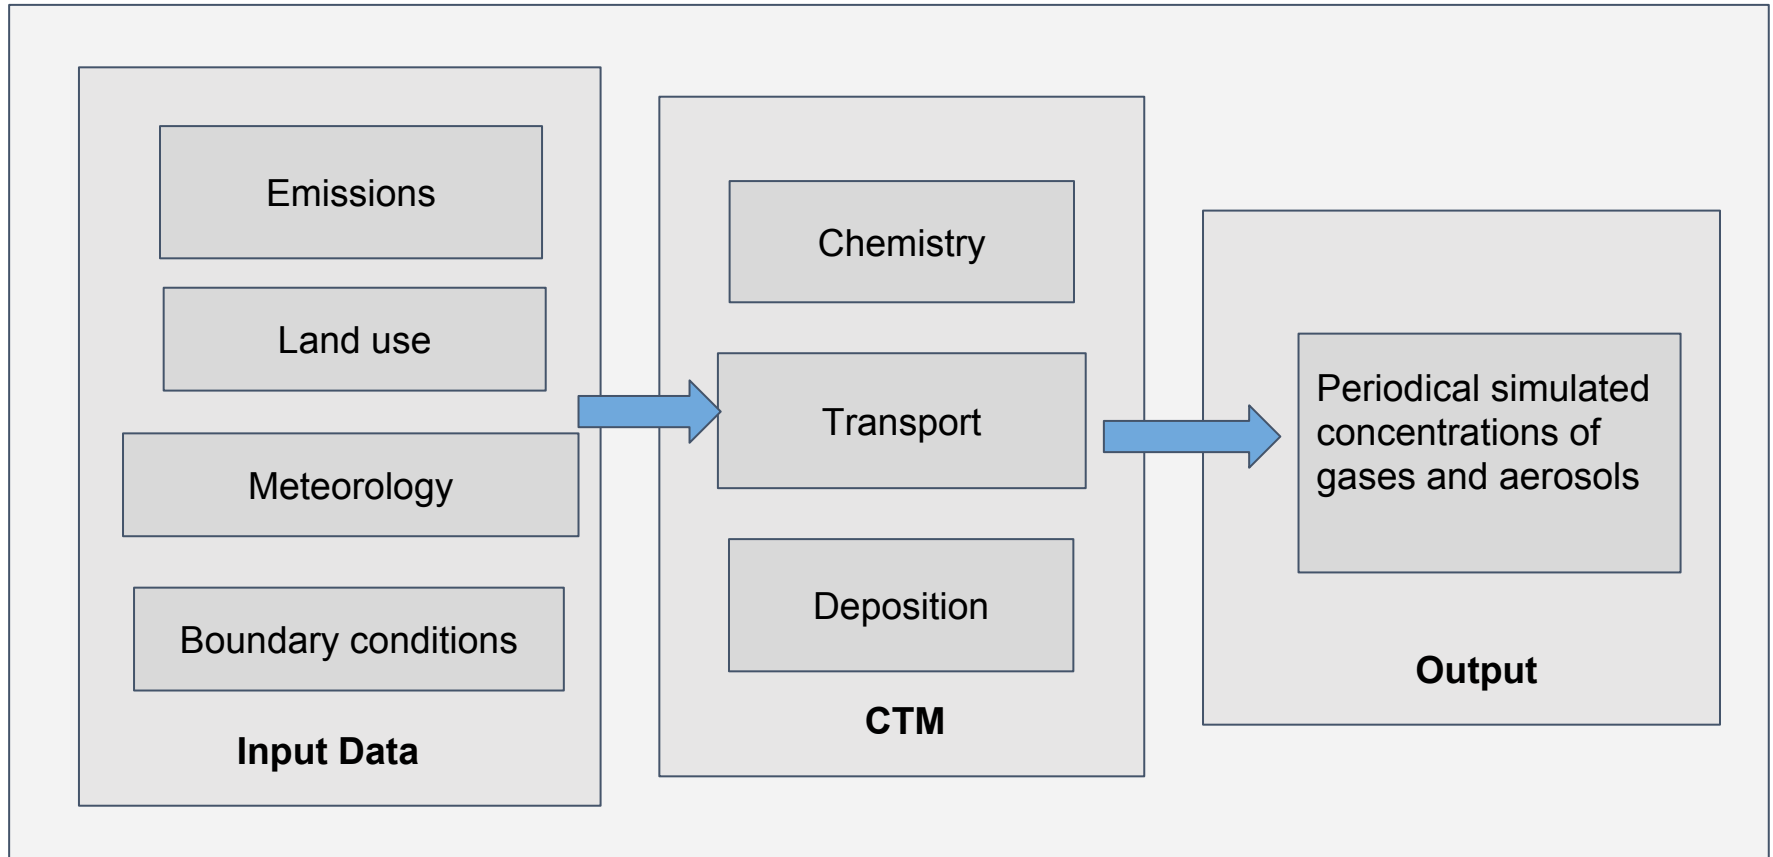 Emissions
Land use
Meteorology
Boundary conditions
Input Data
Chemistry
Transport
Deposition
CTM
Periodical simulated
concentrations of
gases and aerosols
Output